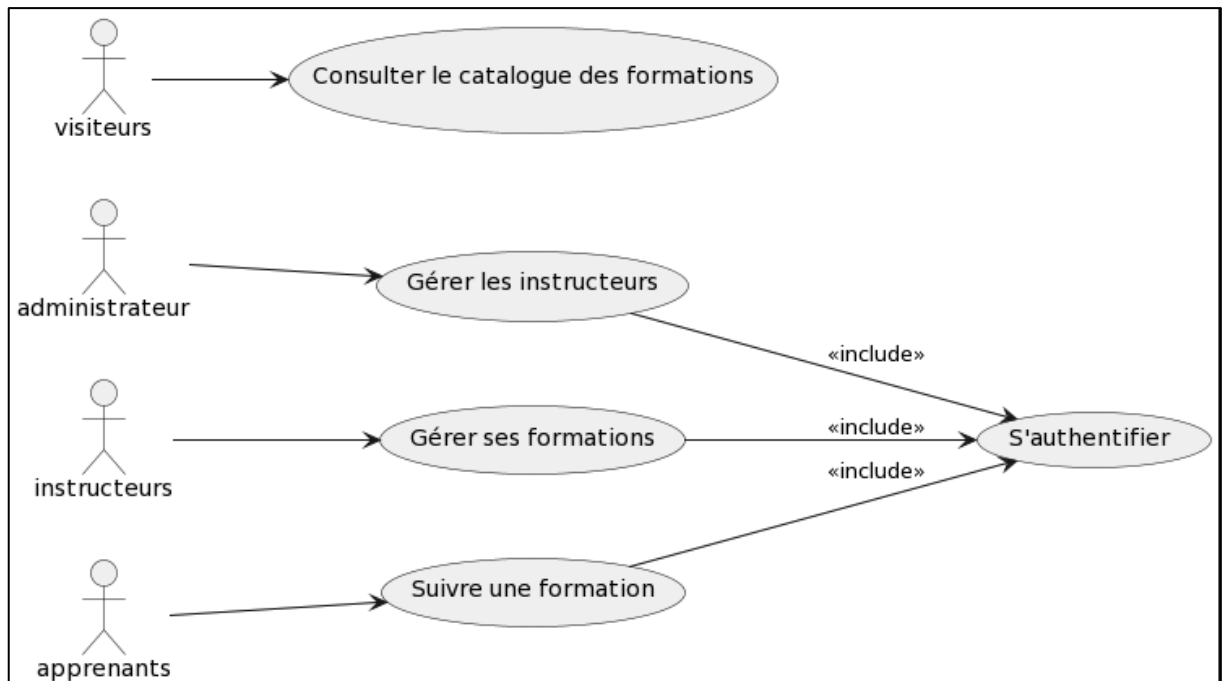 visiteurs
Consulter le catalogue des formations
administrateur
Gérer les instructeurs
«include»
instructeurs
Gérer ses formations
«include»
S'authentifier
«include»
apprenants
Suivre une formation